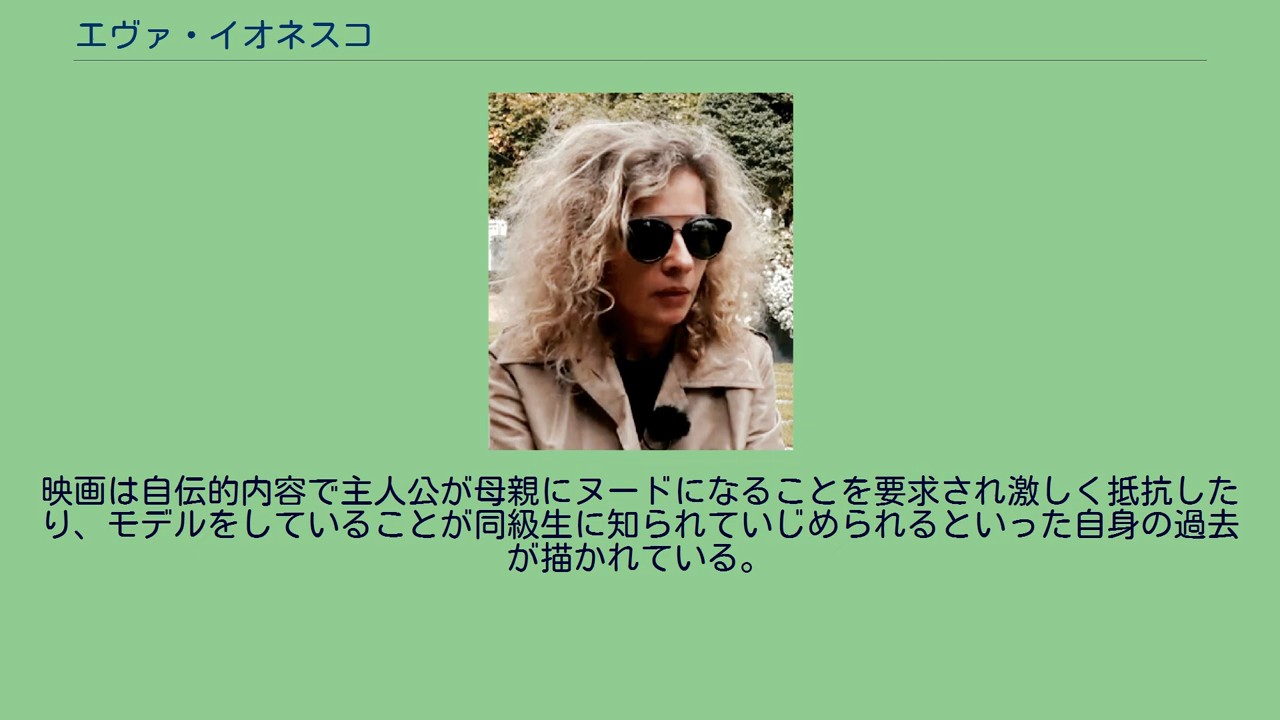 エヴァ・イオネスコ
映画は自伝的内容で主人公が母親にヌードになることを要求され激しく抵抗した
り、モデルをしていることが同級生に知られていじめられるといった自身の過去
が描かれている。